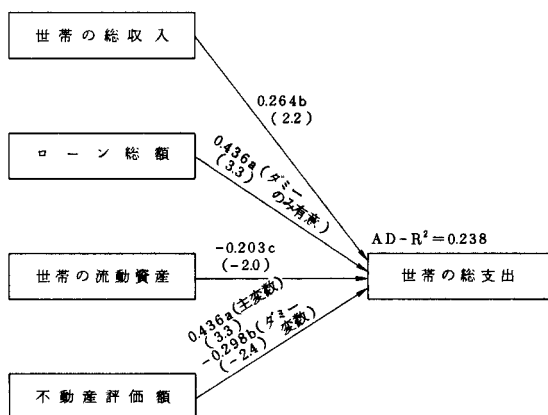 世帯の総収入
0.264b
(2.2)
ローン総額
0.436a(ダミー
(3.3) のみ有意)
AD-R²=0.238
-0.203c
(-2.0)
世帯の流動資産
世帯の総支出
0.436a(主変数)
(3.3)
-0.298b(ダミー
(-2.4) 変数)
不動産評価額